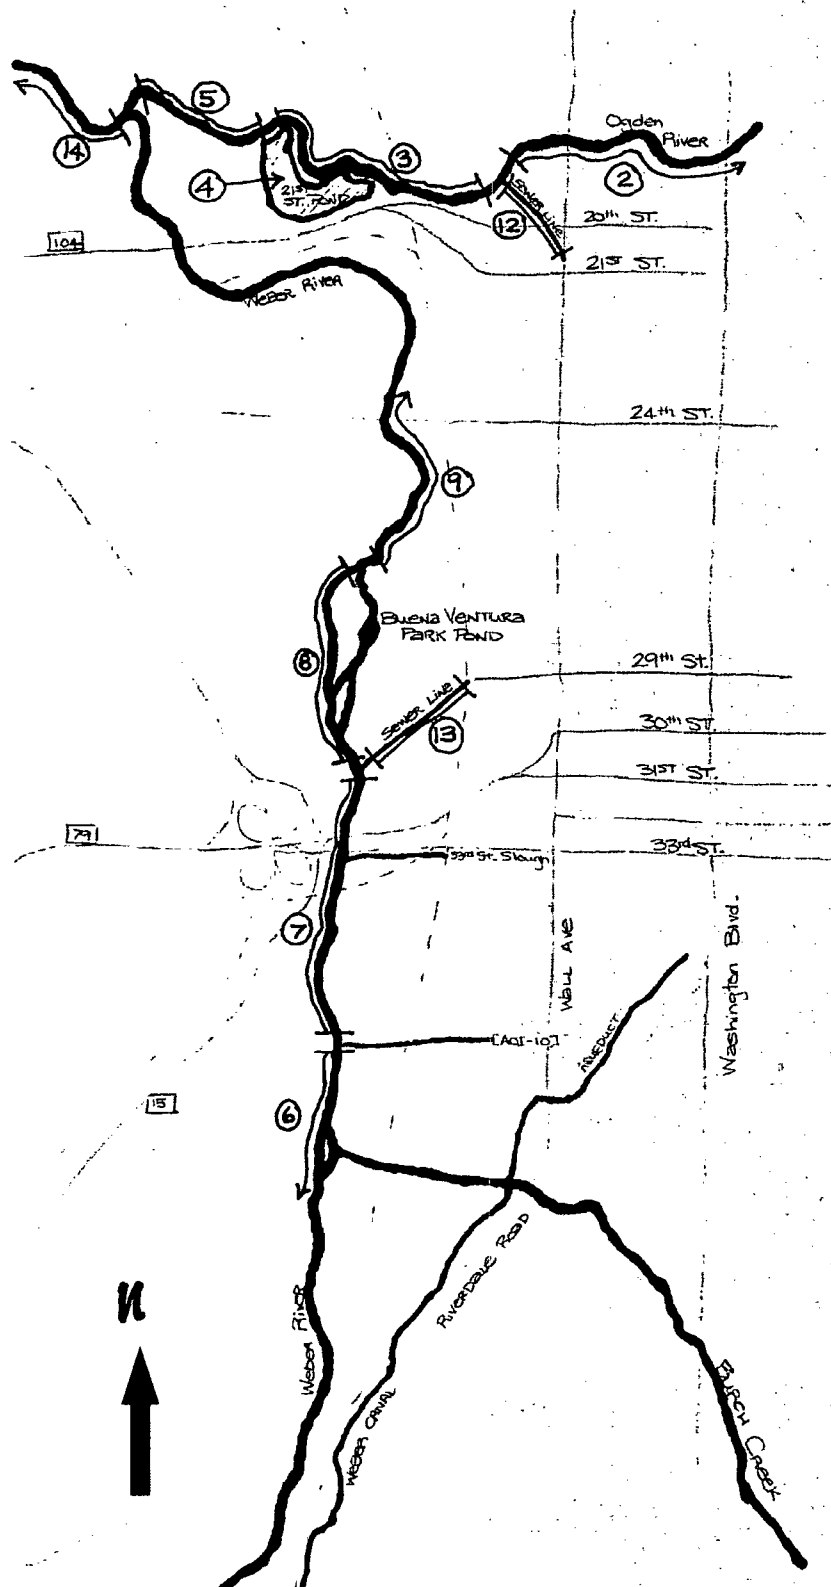 5
Ogden
River
14
3
2
4
21st
St. Pond
Sewer Line
12
20th St.
104
21st St.
Weber River
24th St.
9
Buena Ventura
Park Pond
8
29th St.
Sewer Line
13
30th St
31st St.
79
33rd St.
33rd St. Slough
7
Wall Ave
Washington Blvd.
[AOI-10]
Aqueduct
15
6
Riverdale Road
N
Weber River
Weber Canal
Burch Creek